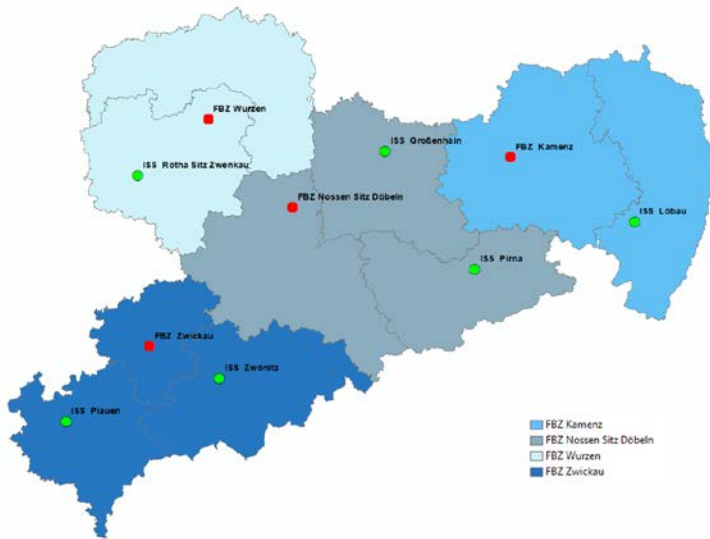 FBZ Wurzen
ISS Großenhain
FBZ Kamenz
ISS Rotha Sitz Zwenkau
FBZ Nossen Sitz Döbeln
ISS Löbau
ISS Pirna
FBZ Zwickau
ISS Zwönitz
ISS Plauen
FBZ Kamenz
FBZ Nossen Sitz Döbeln
FBZ Wurzen
FBZ Zwickau